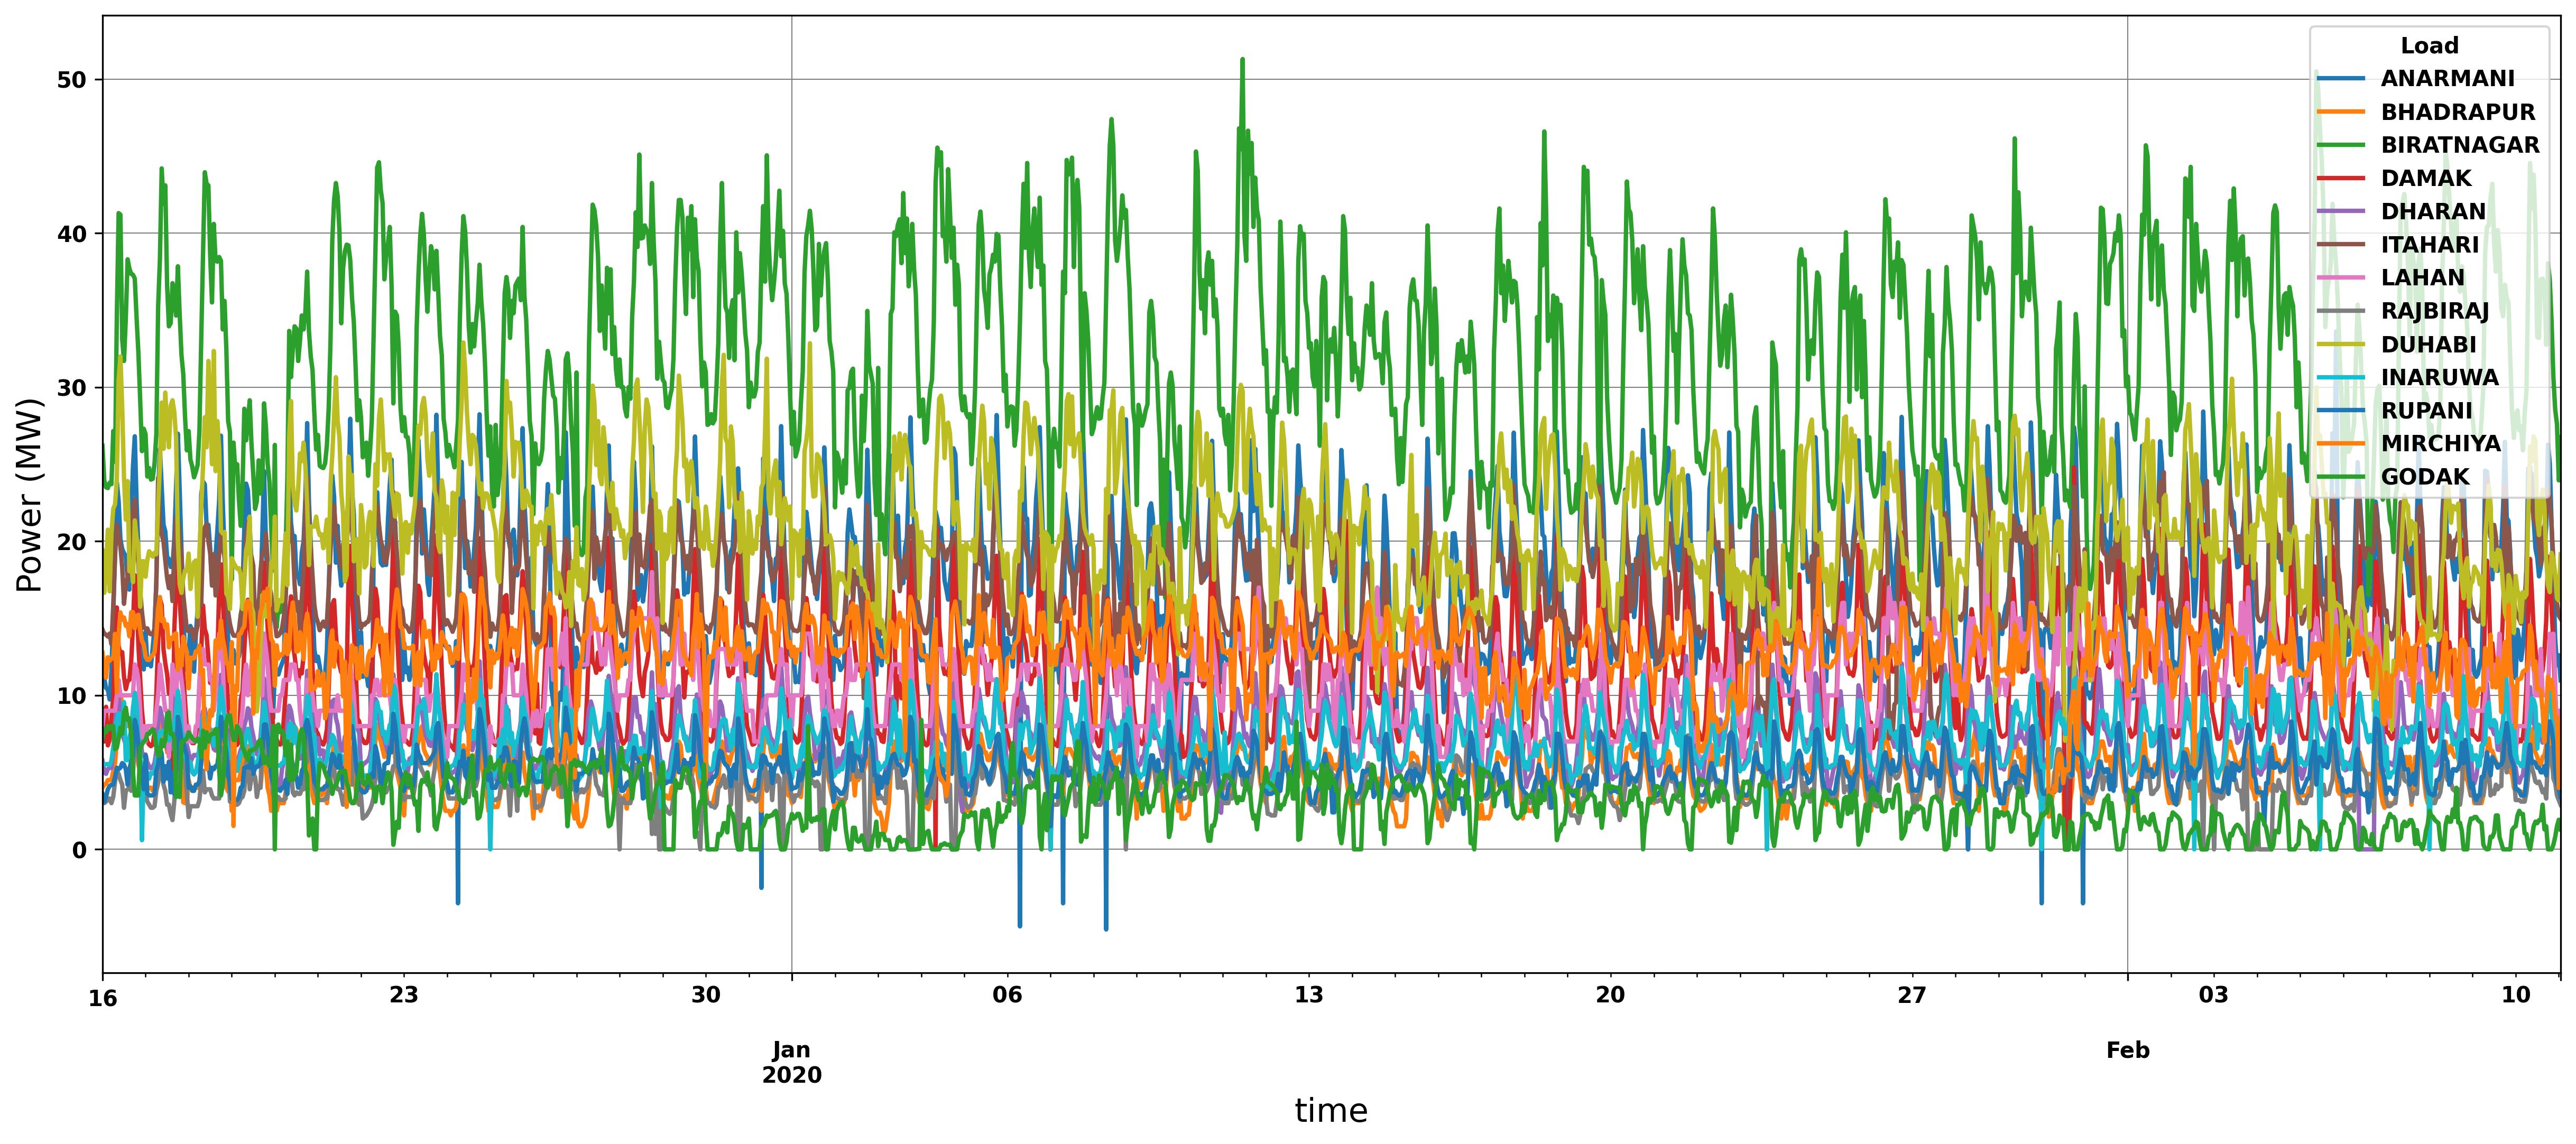 Load
ANARMANI
BHADRAPUR
BIRATNAGAR
DAMAK
DHARAN
ITAHARI
LAHAN
RAJBIRAJ
DUHABI
INARUWA
RUPANI
MIRCHIYA
GODAK
Power (MW)
50
40
30
20
10
0
16 23 30 06 13 20 27 03 10
Jan Feb
2020
time